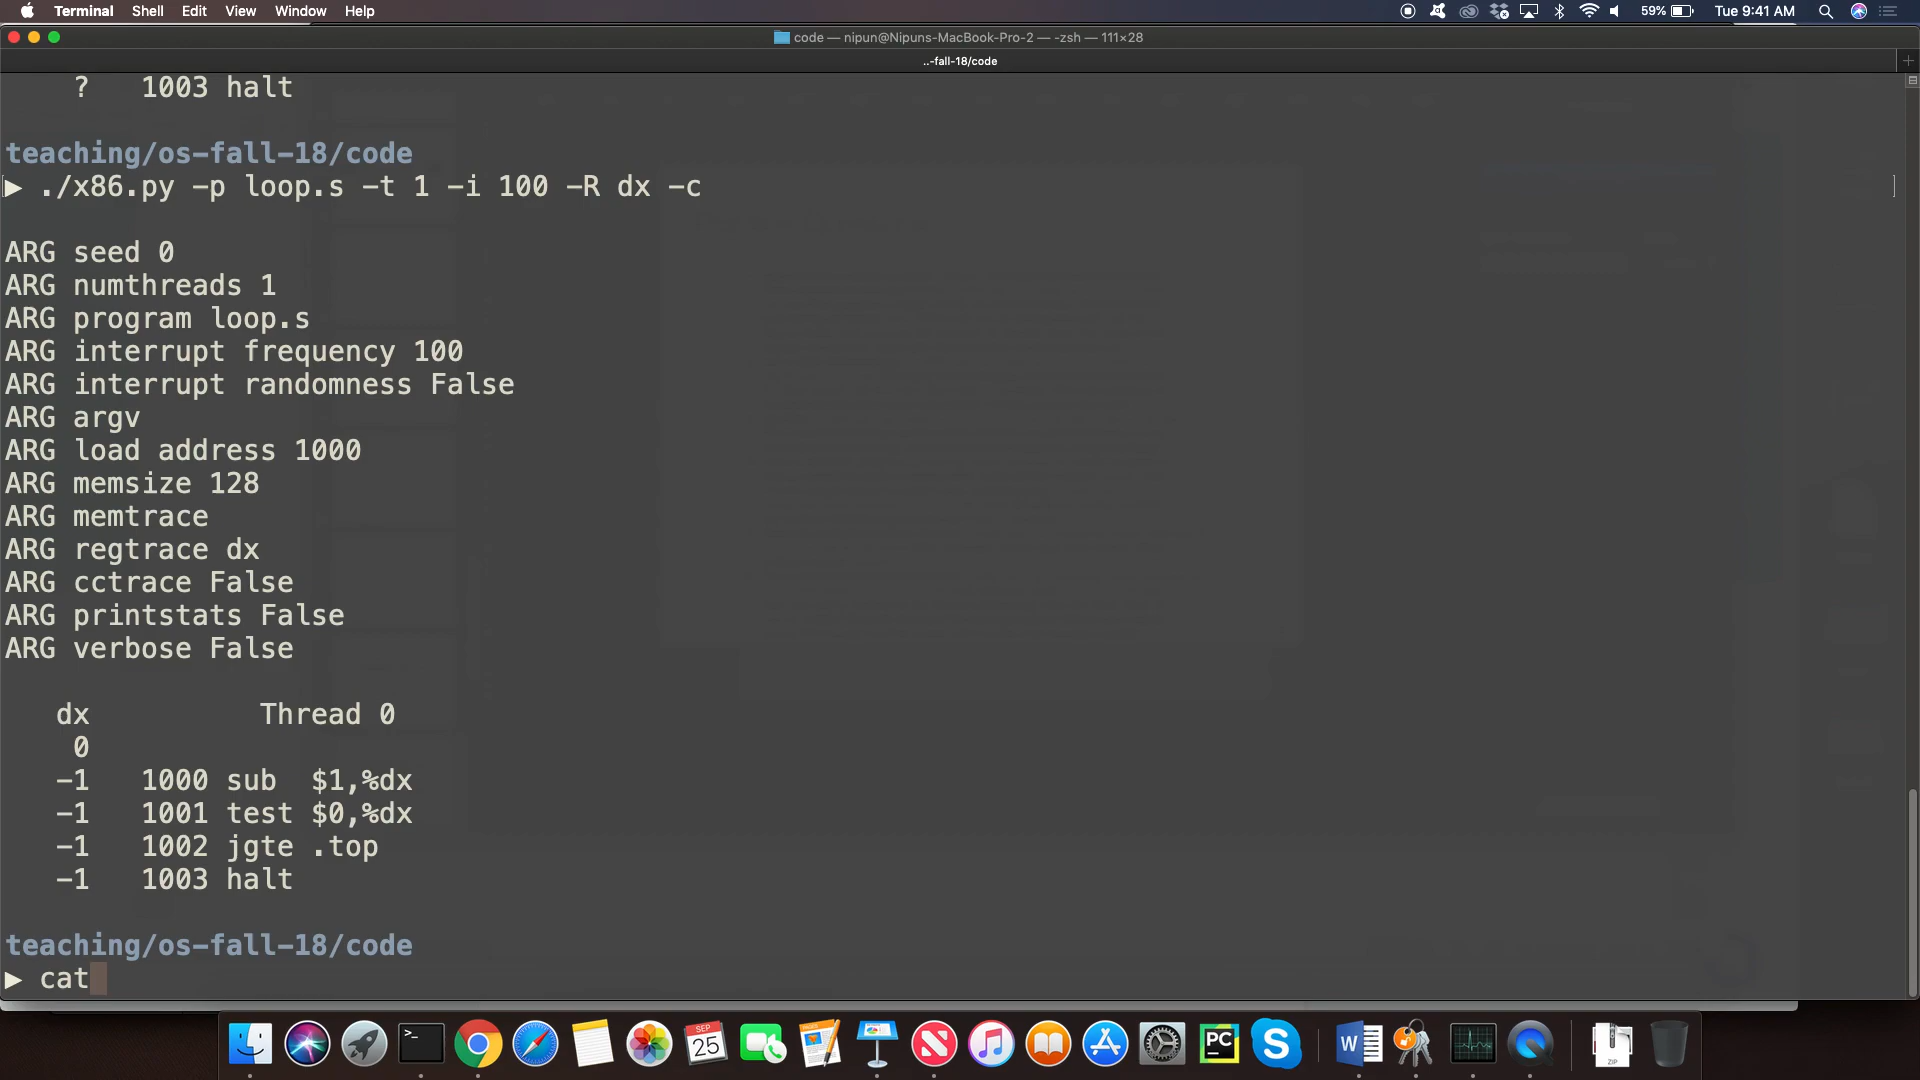 Terminal Shell Edit View Window Help 59% Tue 9:41 AM
code — nipun@Nipuns-MacBook-Pro-2 — -zsh — 111×28
..-fall-18/code
? 1003 halt
teaching/os-fall-18/code
▶ ./x86.py -p loop.s -t 1 -i 100 -R dx -c
ARG seed 0
ARG numthreads 1
ARG program loop.s
ARG interrupt frequency 100
ARG interrupt randomness False
ARG argv
ARG load address 1000
ARG memsize 128
ARG memtrace
ARG regtrace dx
ARG cctrace False
ARG printstats False
ARG verbose False
dx Thread 0
0
-1 1000 sub $1,%dx
-1 1001 test $0,%dx
-1 1002 jgte .top
-1 1003 halt
teaching/os-fall-18/code
▶ cat
SEP
25
PC
ZIP